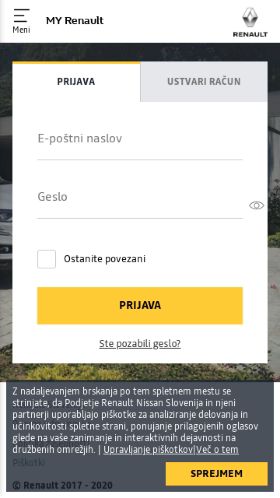 Meni
MY Renault
RENAULT
PRIJAVA
USTVARI RAČUN
E-poštni naslov
Geslo
Ostanite povezani
PRIJAVA
Ste pozabili geslo?
Z nadaljevanjem brskanja po tem spletnem mestu se
strinjate, da Podjetje Renault Nissan Slovenija in njeni
partnerji uporabljajo piškotke za analiziranje delovanja in
učinkovitosti spletne strani, ponujanje prilagojenih oglasov
glede na vaše zanimanje in interaktivnih dejavnosti na
družbenih omrežjih. | Upravljanje piškotkov|Več o tem
Piškotki
SPREJMEM
© Renault 2017 - 2020